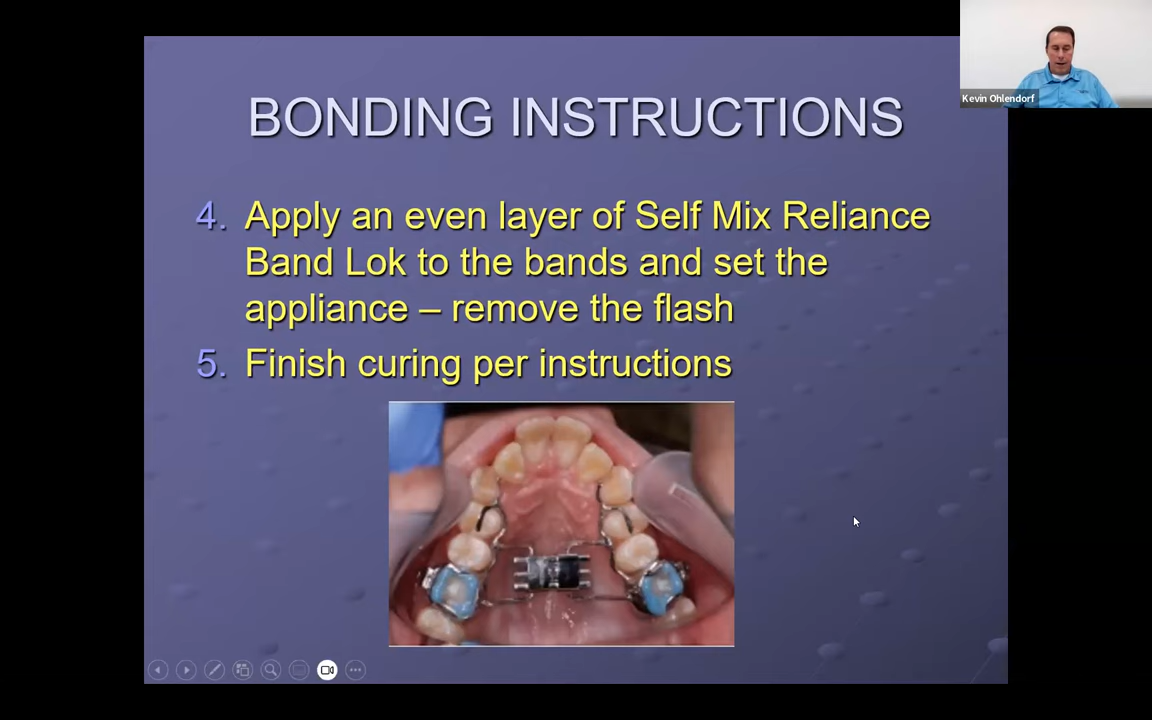 BONDING INSTRUCTIONS
4. Apply an even layer of Self Mix Reliance
Band Lok to the bands and set the
appliance – remove the flash
5. Finish curing per instructions
Kevin Ohlendorf